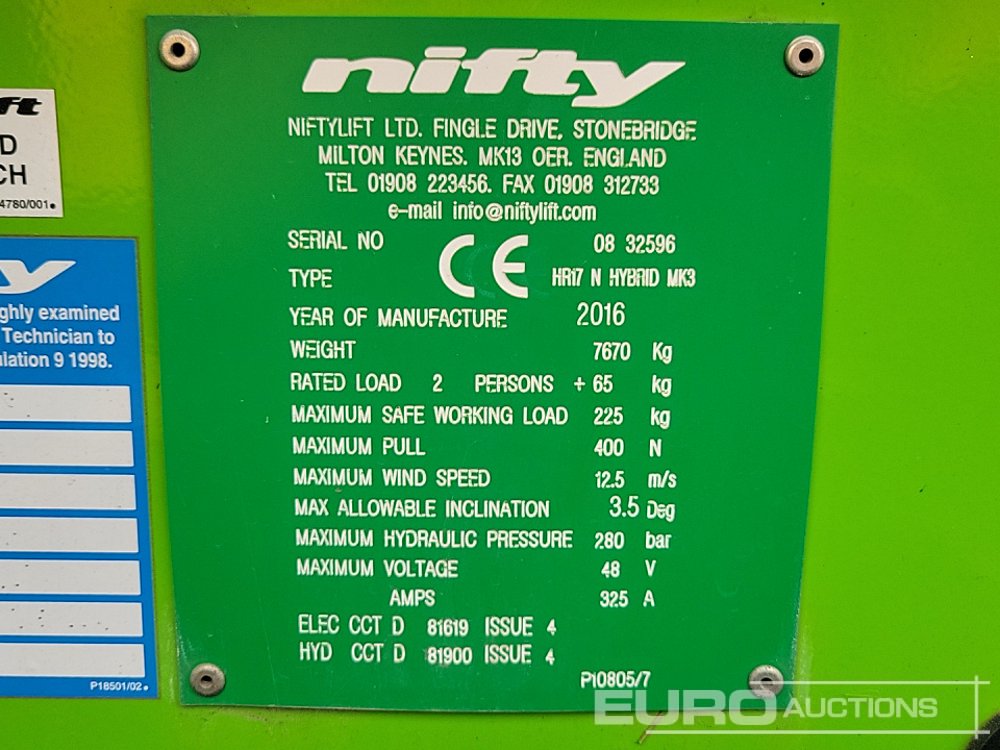 nifty
NIFTYLIFT LTD. FINGLE DRIVE, STONEBRIDGE
MILTON KEYNES. MK13 OER. ENGLAND
TEL 01908 223456. FAX 01908 312733
e-mail info@niftylift.com
SERIAL NO CE 08 32596
TYPE HR17 N HYBRID MK3
YEAR OF MANUFACTURE 2016
WEIGHT 7670 Kg
RATED LOAD 2 PERSONS + 65 kg
MAXIMUM SAFE WORKING LOAD 225 kg
MAXIMUM PULL 400 N
MAXIMUM WIND SPEED 12.5 m/s
MAX ALLOWABLE INCLINATION 3.5 Deg
MAXIMUM HYDRAULIC PRESSURE 280 bar
MAXIMUM VOLTAGE 48 V
AMPS 325 A
ELEC CCT D 81619 ISSUE 4
HYD CCT D 81900 ISSUE 4
P10805/7
ft
D
CH
4780/001
y
ghly examined
Technician to
ulation 9 1998.
P18501/02
EURO AUCTIONS